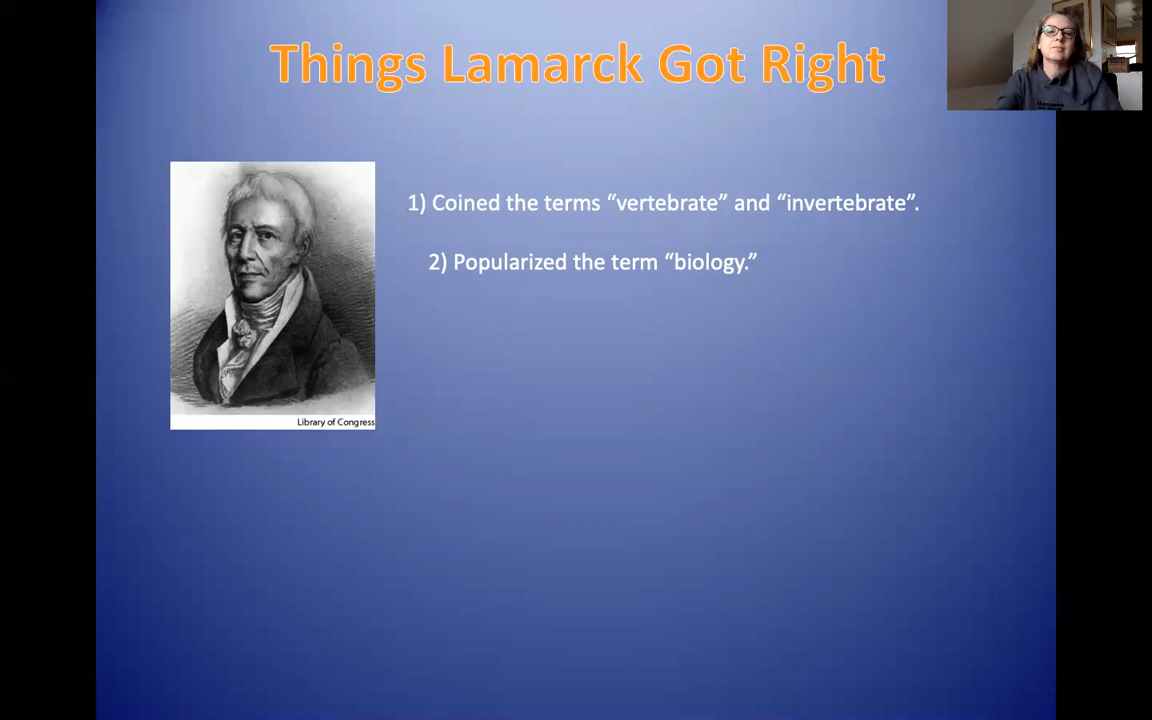 Things Lamarck Got Right
1) Coined the terms “vertebrate” and “invertebrate”.
2) Popularized the term “biology.”
Library of Congress